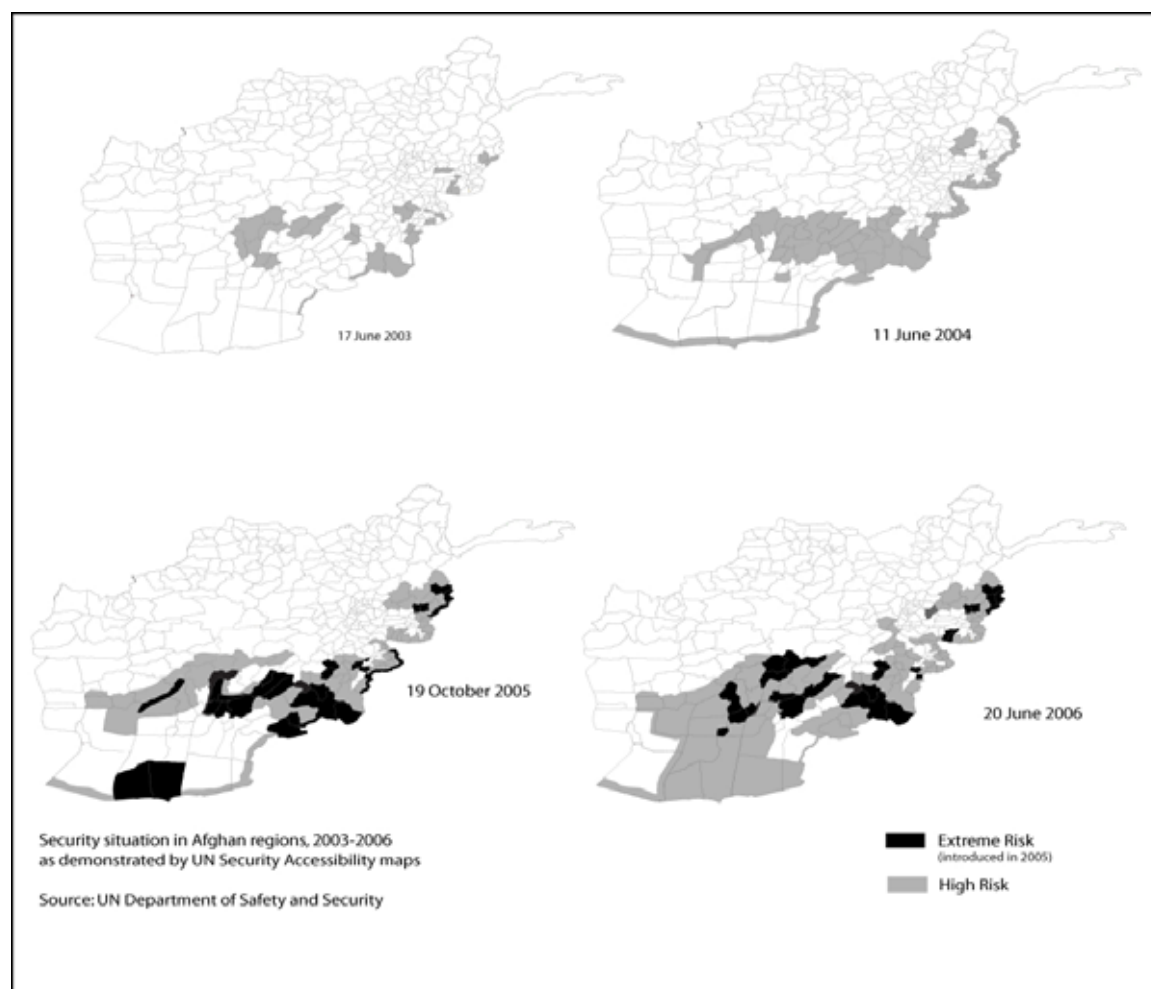 17 June 2003
11 June 2004
19 October 2005
20 June 2006
Security situation in Afghan regions, 2003-2006
as demonstrated by UN Security Accessibility maps
Source: UN Department of Safety and Security
Extreme Risk
(introduced in 2005)
High Risk